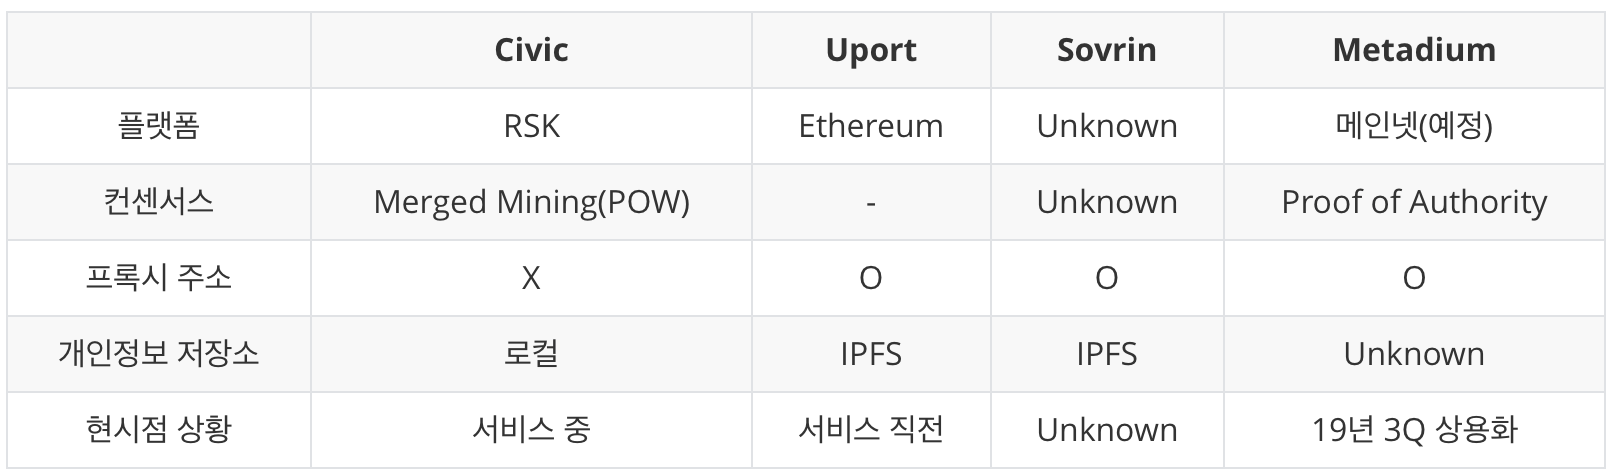 Civic Uport Sovrin Metadium
플랫폼 RSK Ethereum Unknown 메인넷(예정)
컨센서스 Merged Mining(POW) - Unknown Proof of Authority
프록시 주소 X O O O
개인정보 저장소 로컬 IPFS IPFS Unknown
현시점 상황 서비스 중 서비스 직전 Unknown 19년 3Q 상용화